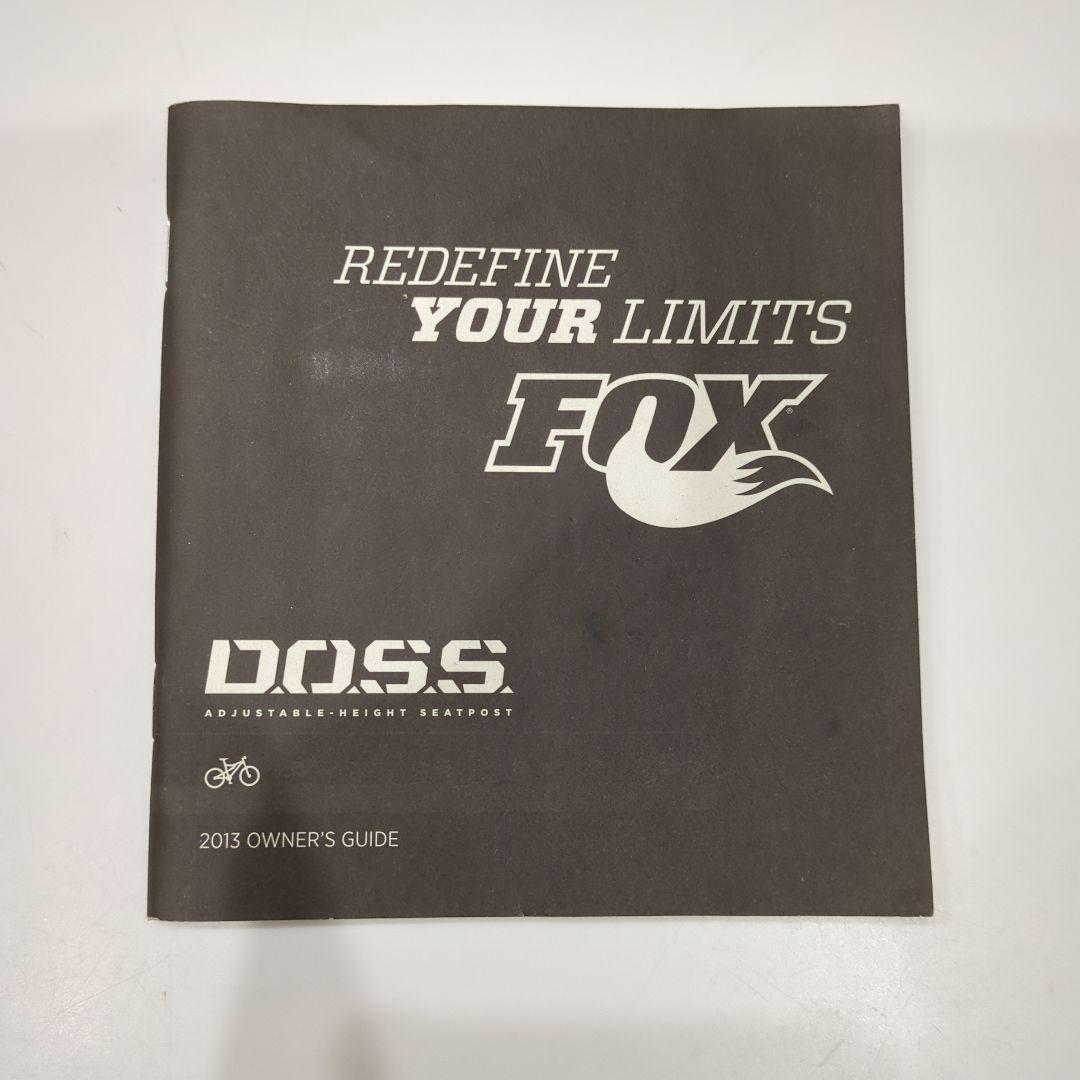 REDEFINE
YOUR LIMITS
FOX®
D.O.S.S.
ADJUSTABLE-HEIGHT SEATPOST
2013 OWNER'S GUIDE